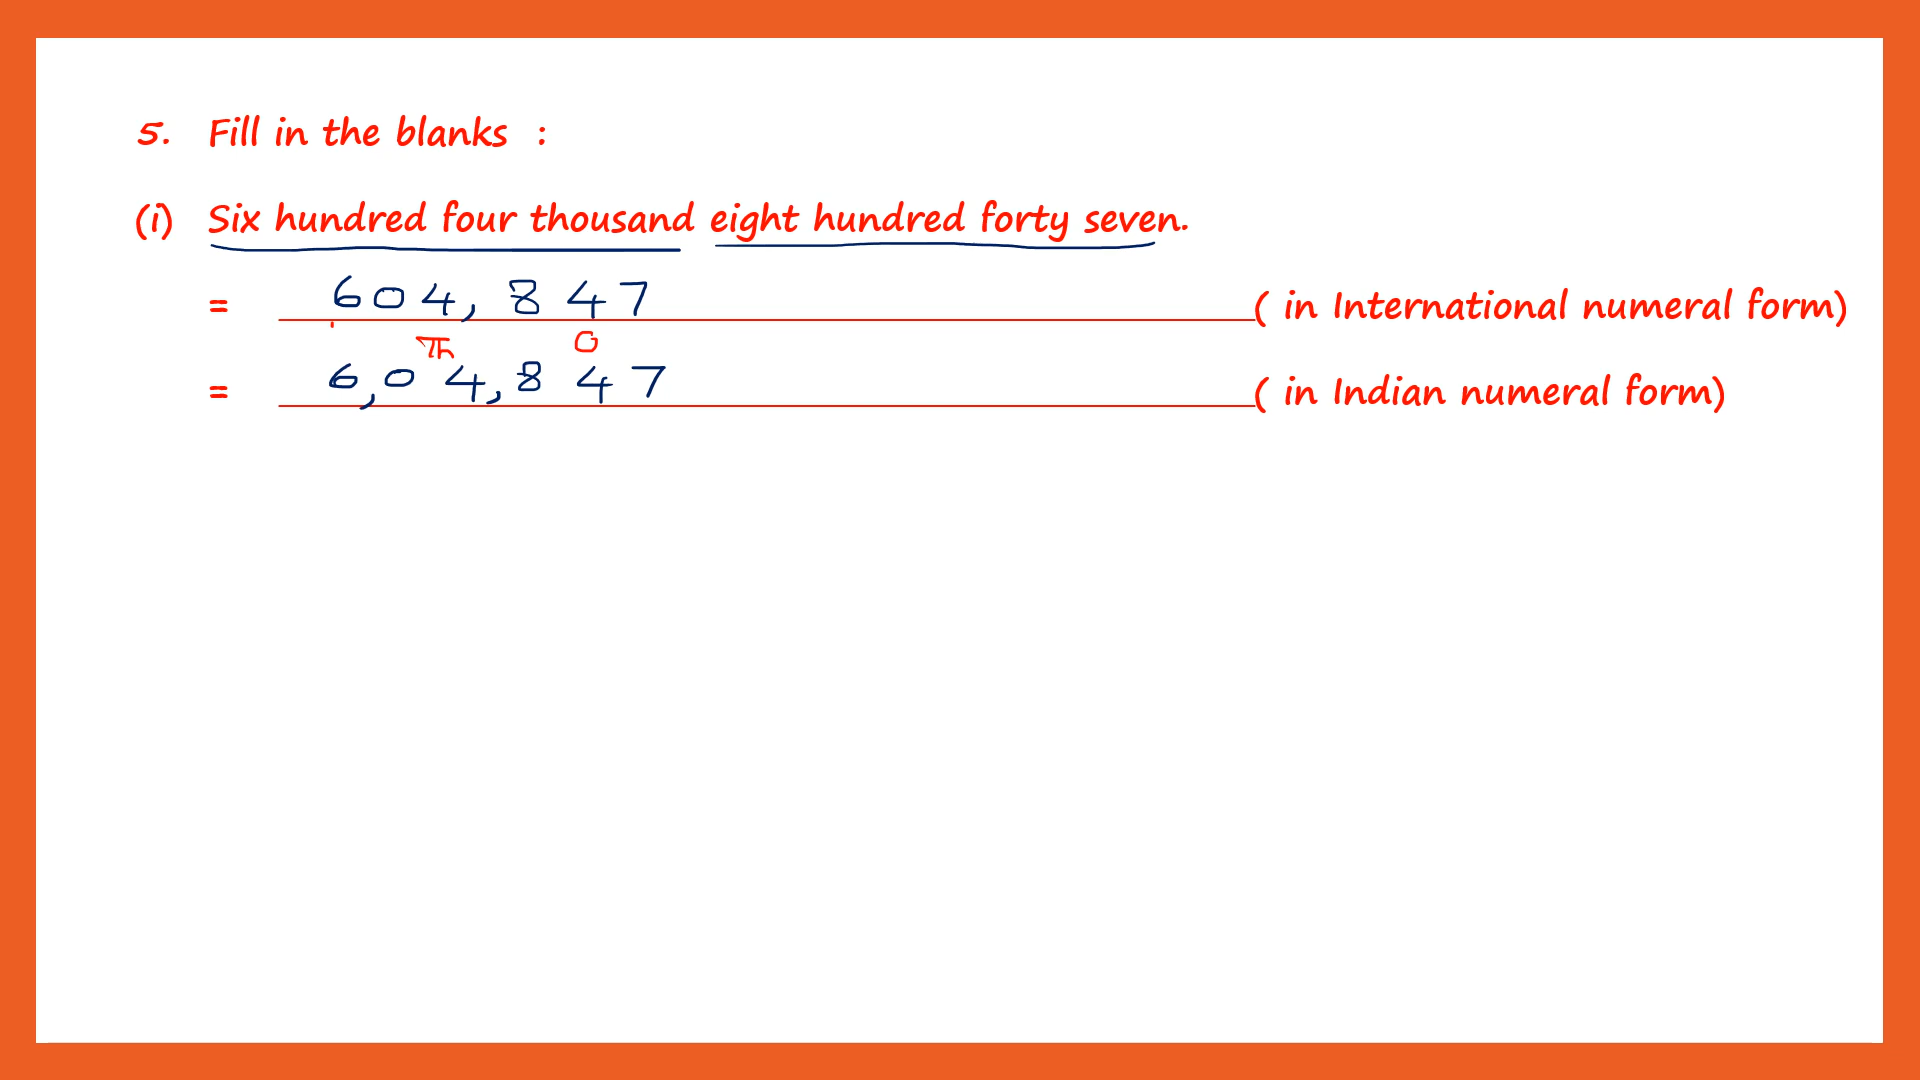 5. Fill in the blanks :
(i) Six hundred four thousand eight hundred forty seven.
= 604,847 ( in International numeral form)
Th O
= 6,04,847 ( in Indian numeral form)